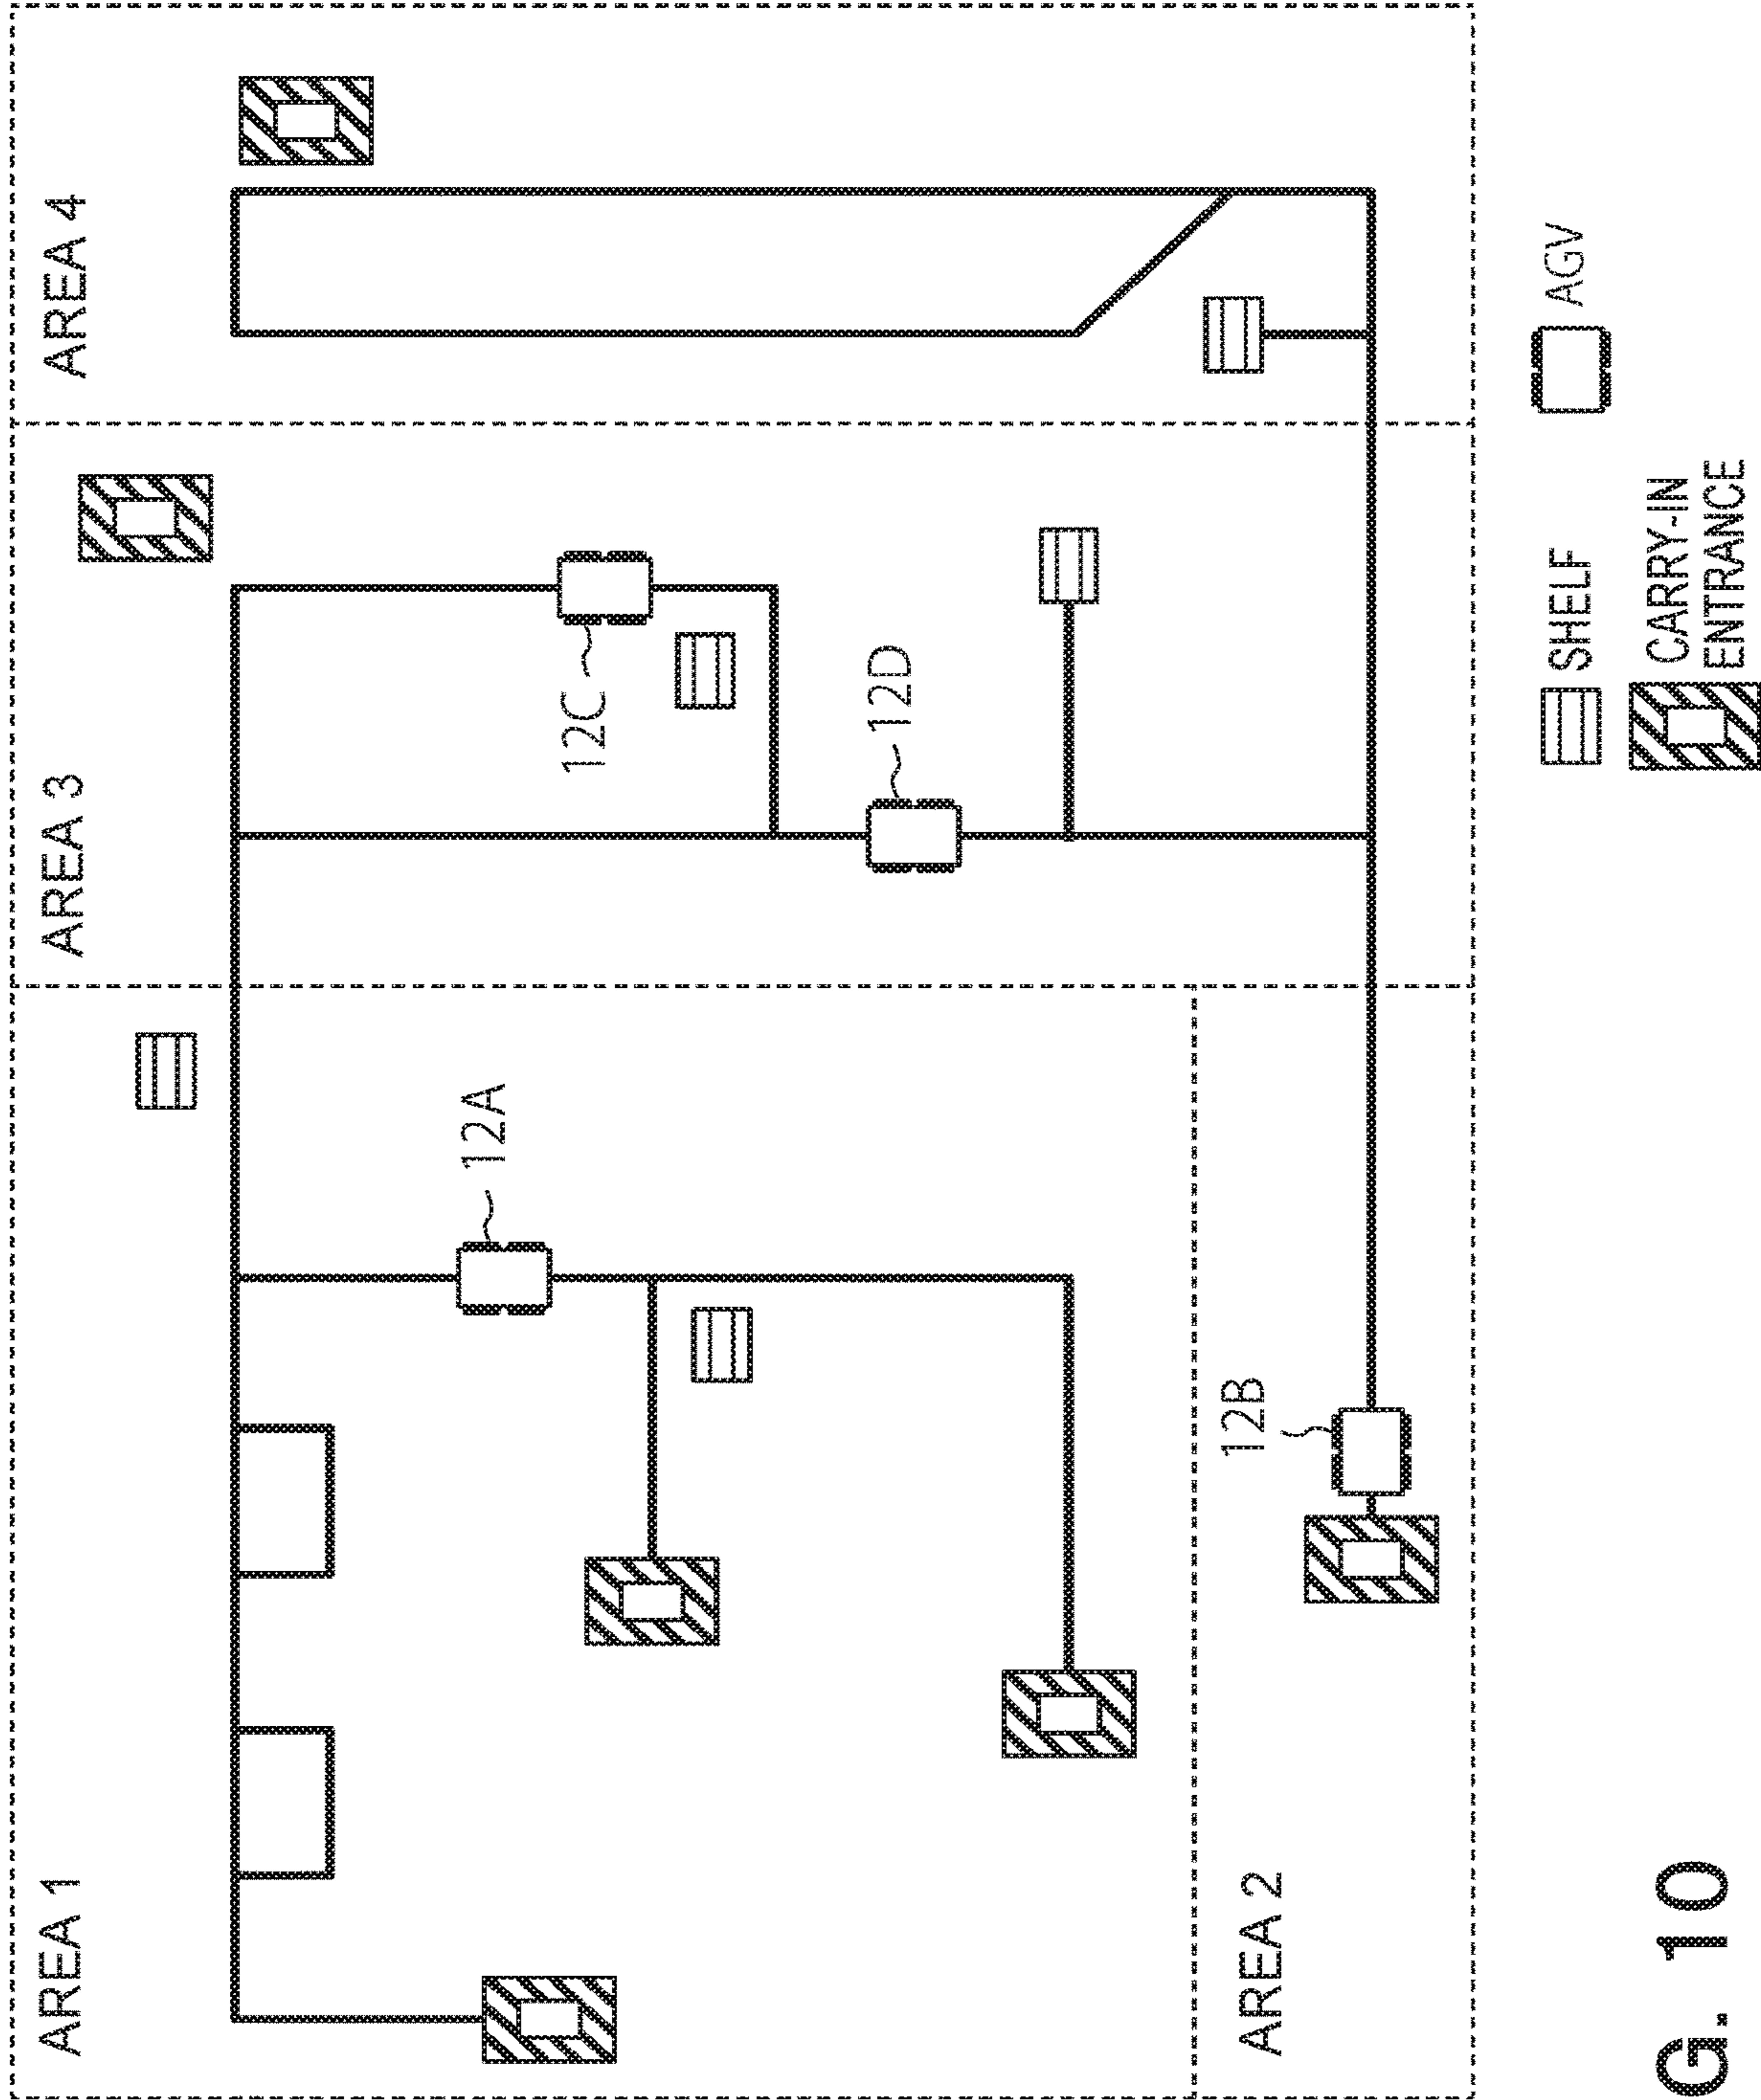 AREA 1
AREA 3
AREA 4
12A
12C
12D
AREA 2
12B
SHELF
AGV
CARRY-IN
ENTRANCE
G. 10